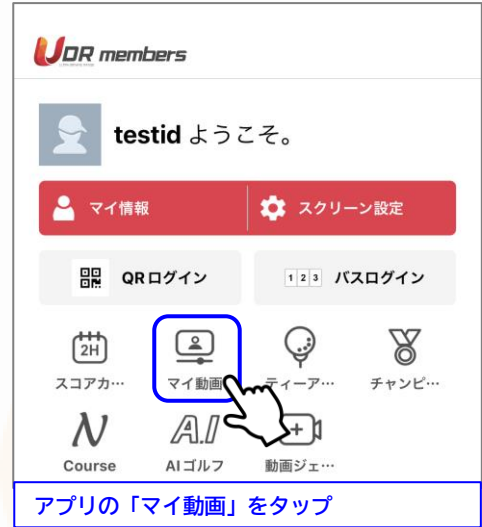 UDR members
testid ようこそ。
マイ情報 スクリーン設定
QRログイン 1 2 3 バスログイン
2H
スコアカ… マイ動画 ティーア… チャンピ…
N A.I +
Course AIゴルフ 動画ジェ…
アプリの「マイ動画」をタップ